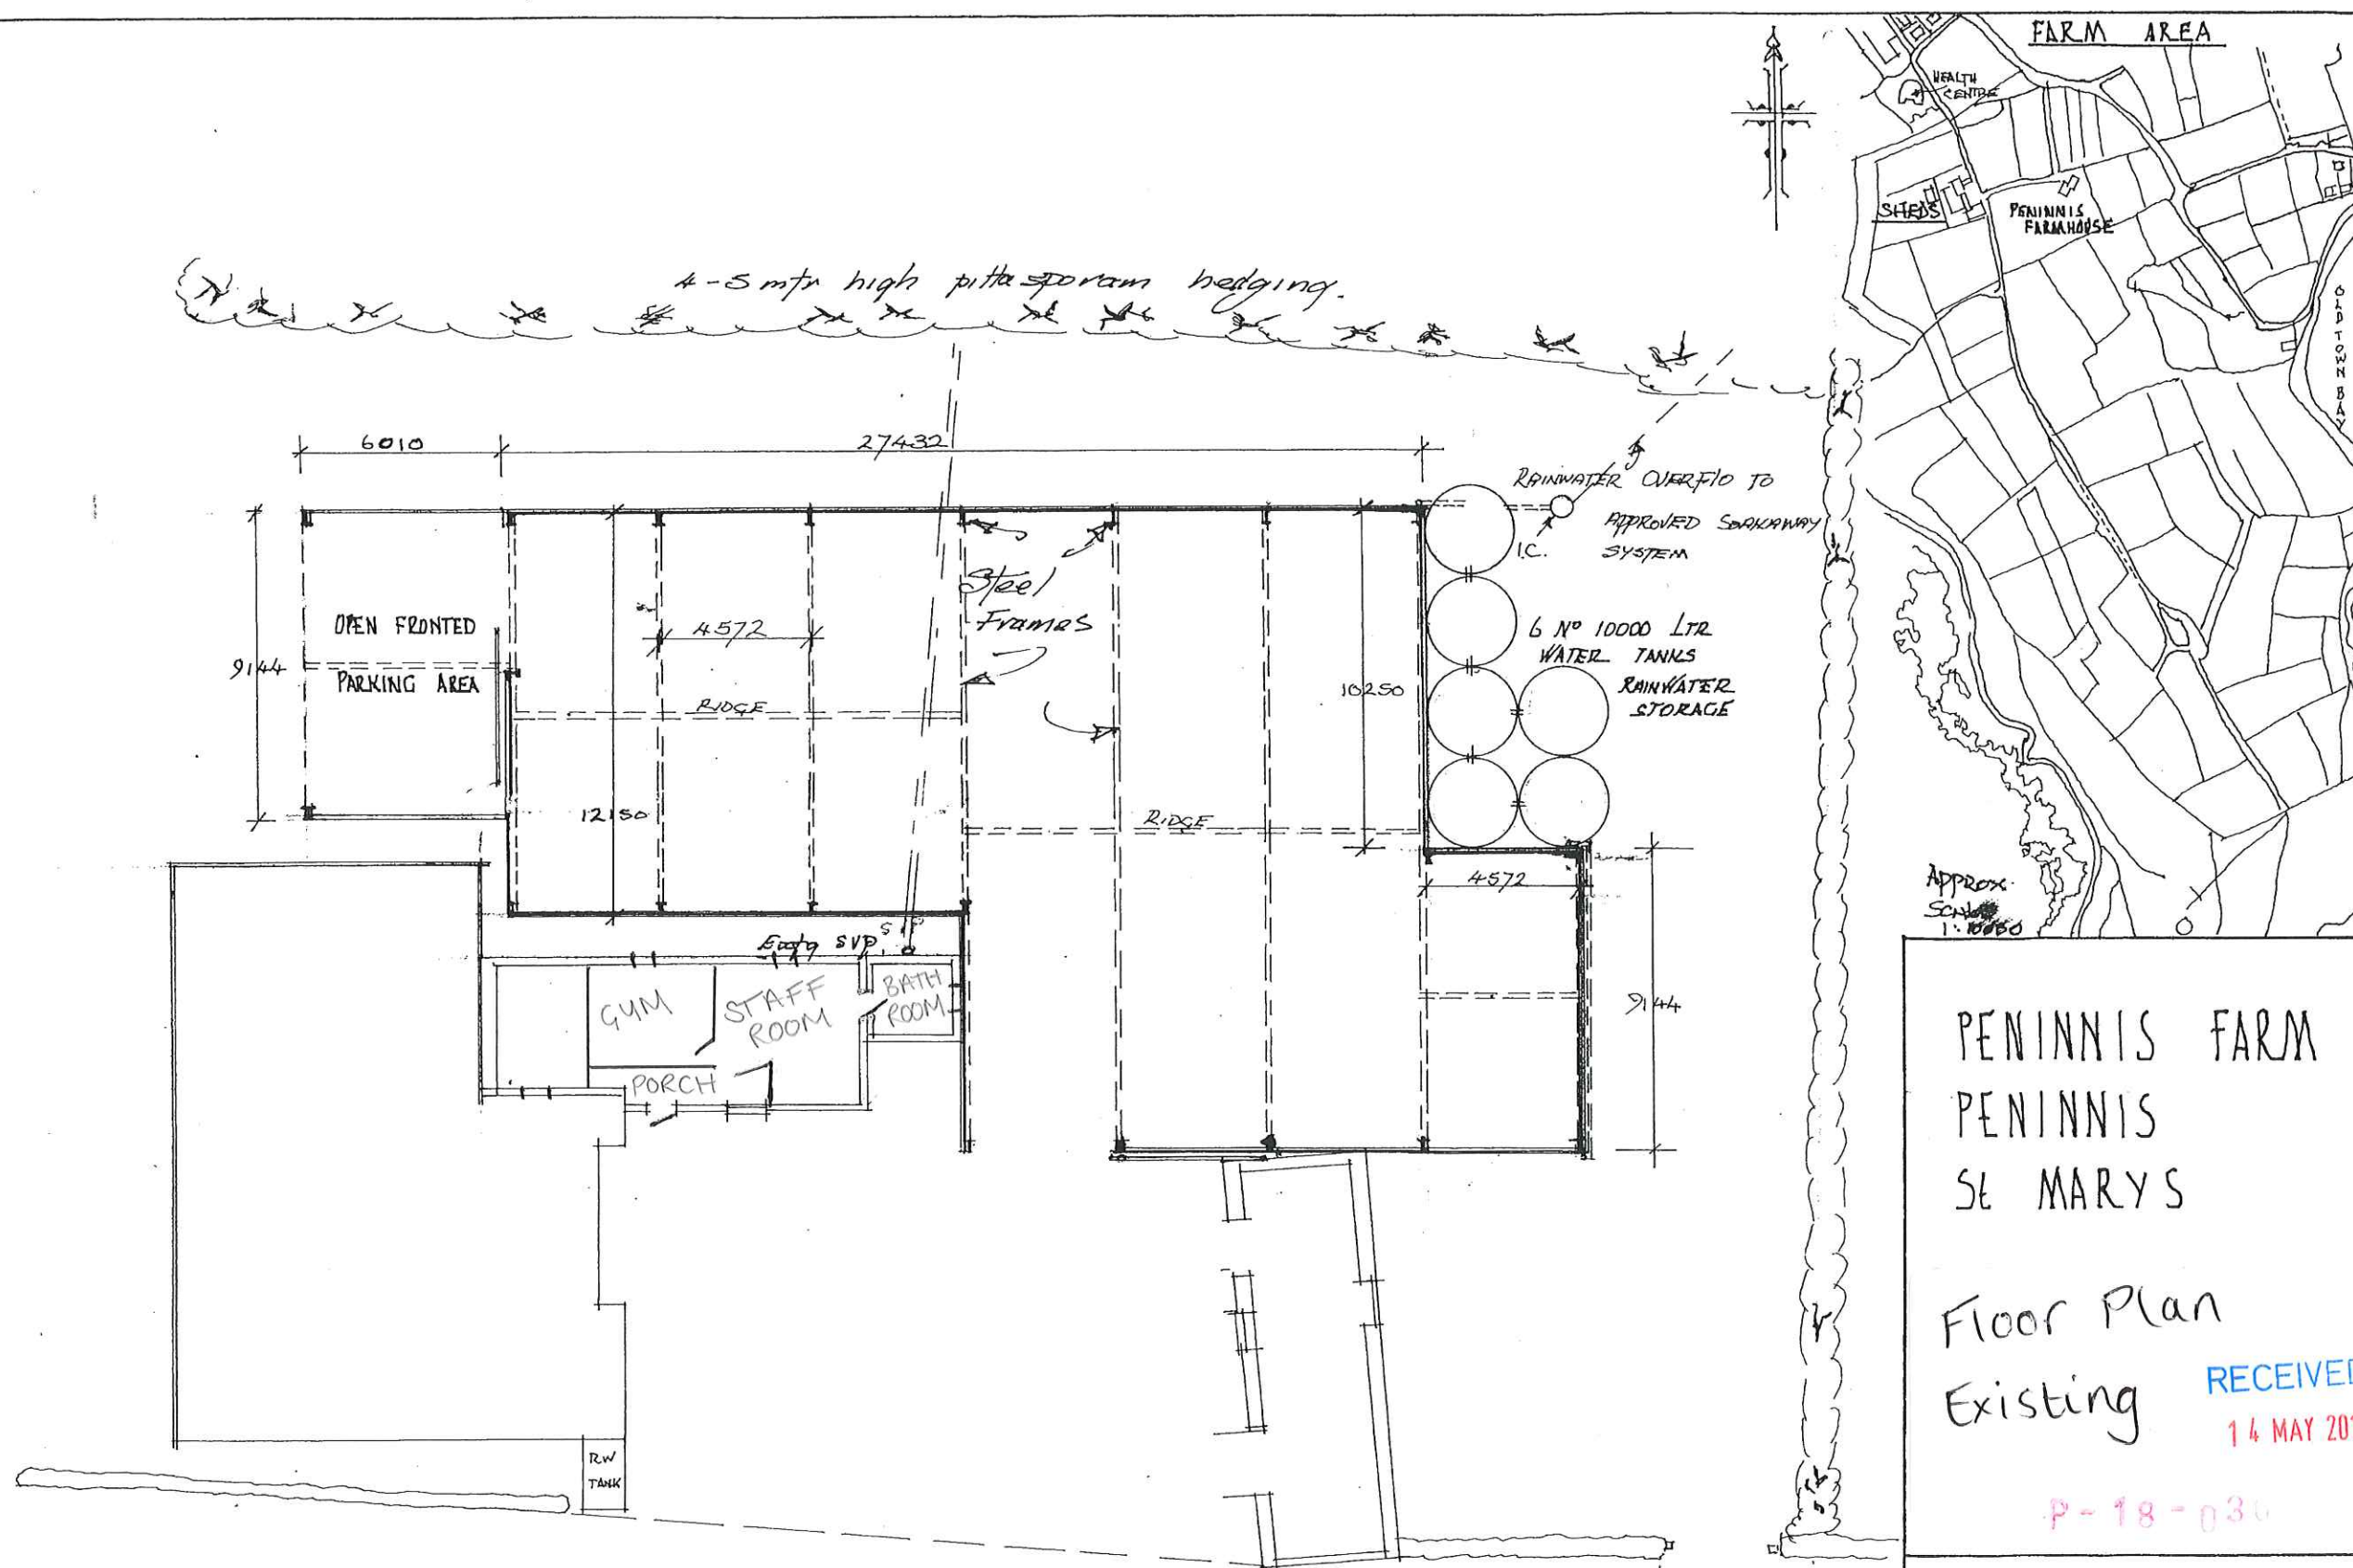 FARM AREA
HEALTH
CENTRE
SHEDS
PENINNIS
FARMHOUSE
OLD TOWN BAY
4-5 mtr high pittasporam hedging.
6010
27432
RAINWATER OVERFLO TO
APPROVED SOAKAWAY
SYSTEM
I.C.
Steel
Frames
OPEN FRONTED
PARKING AREA
9144
4572
6 Nº 10000 LTR
WATER TANKS
RAINWATER
STORAGE
10250
RIDGE
12150
RIDGE
4572
9144
SVP
GYM
STAFF
ROOM
BATH
ROOM
PORCH
RW
TANK
APPROX.
PENINNIS FARM
PENINNIS
St MARYS
Floor Plan
Existing
RECEIVED
14 MAY 201
P-18-03